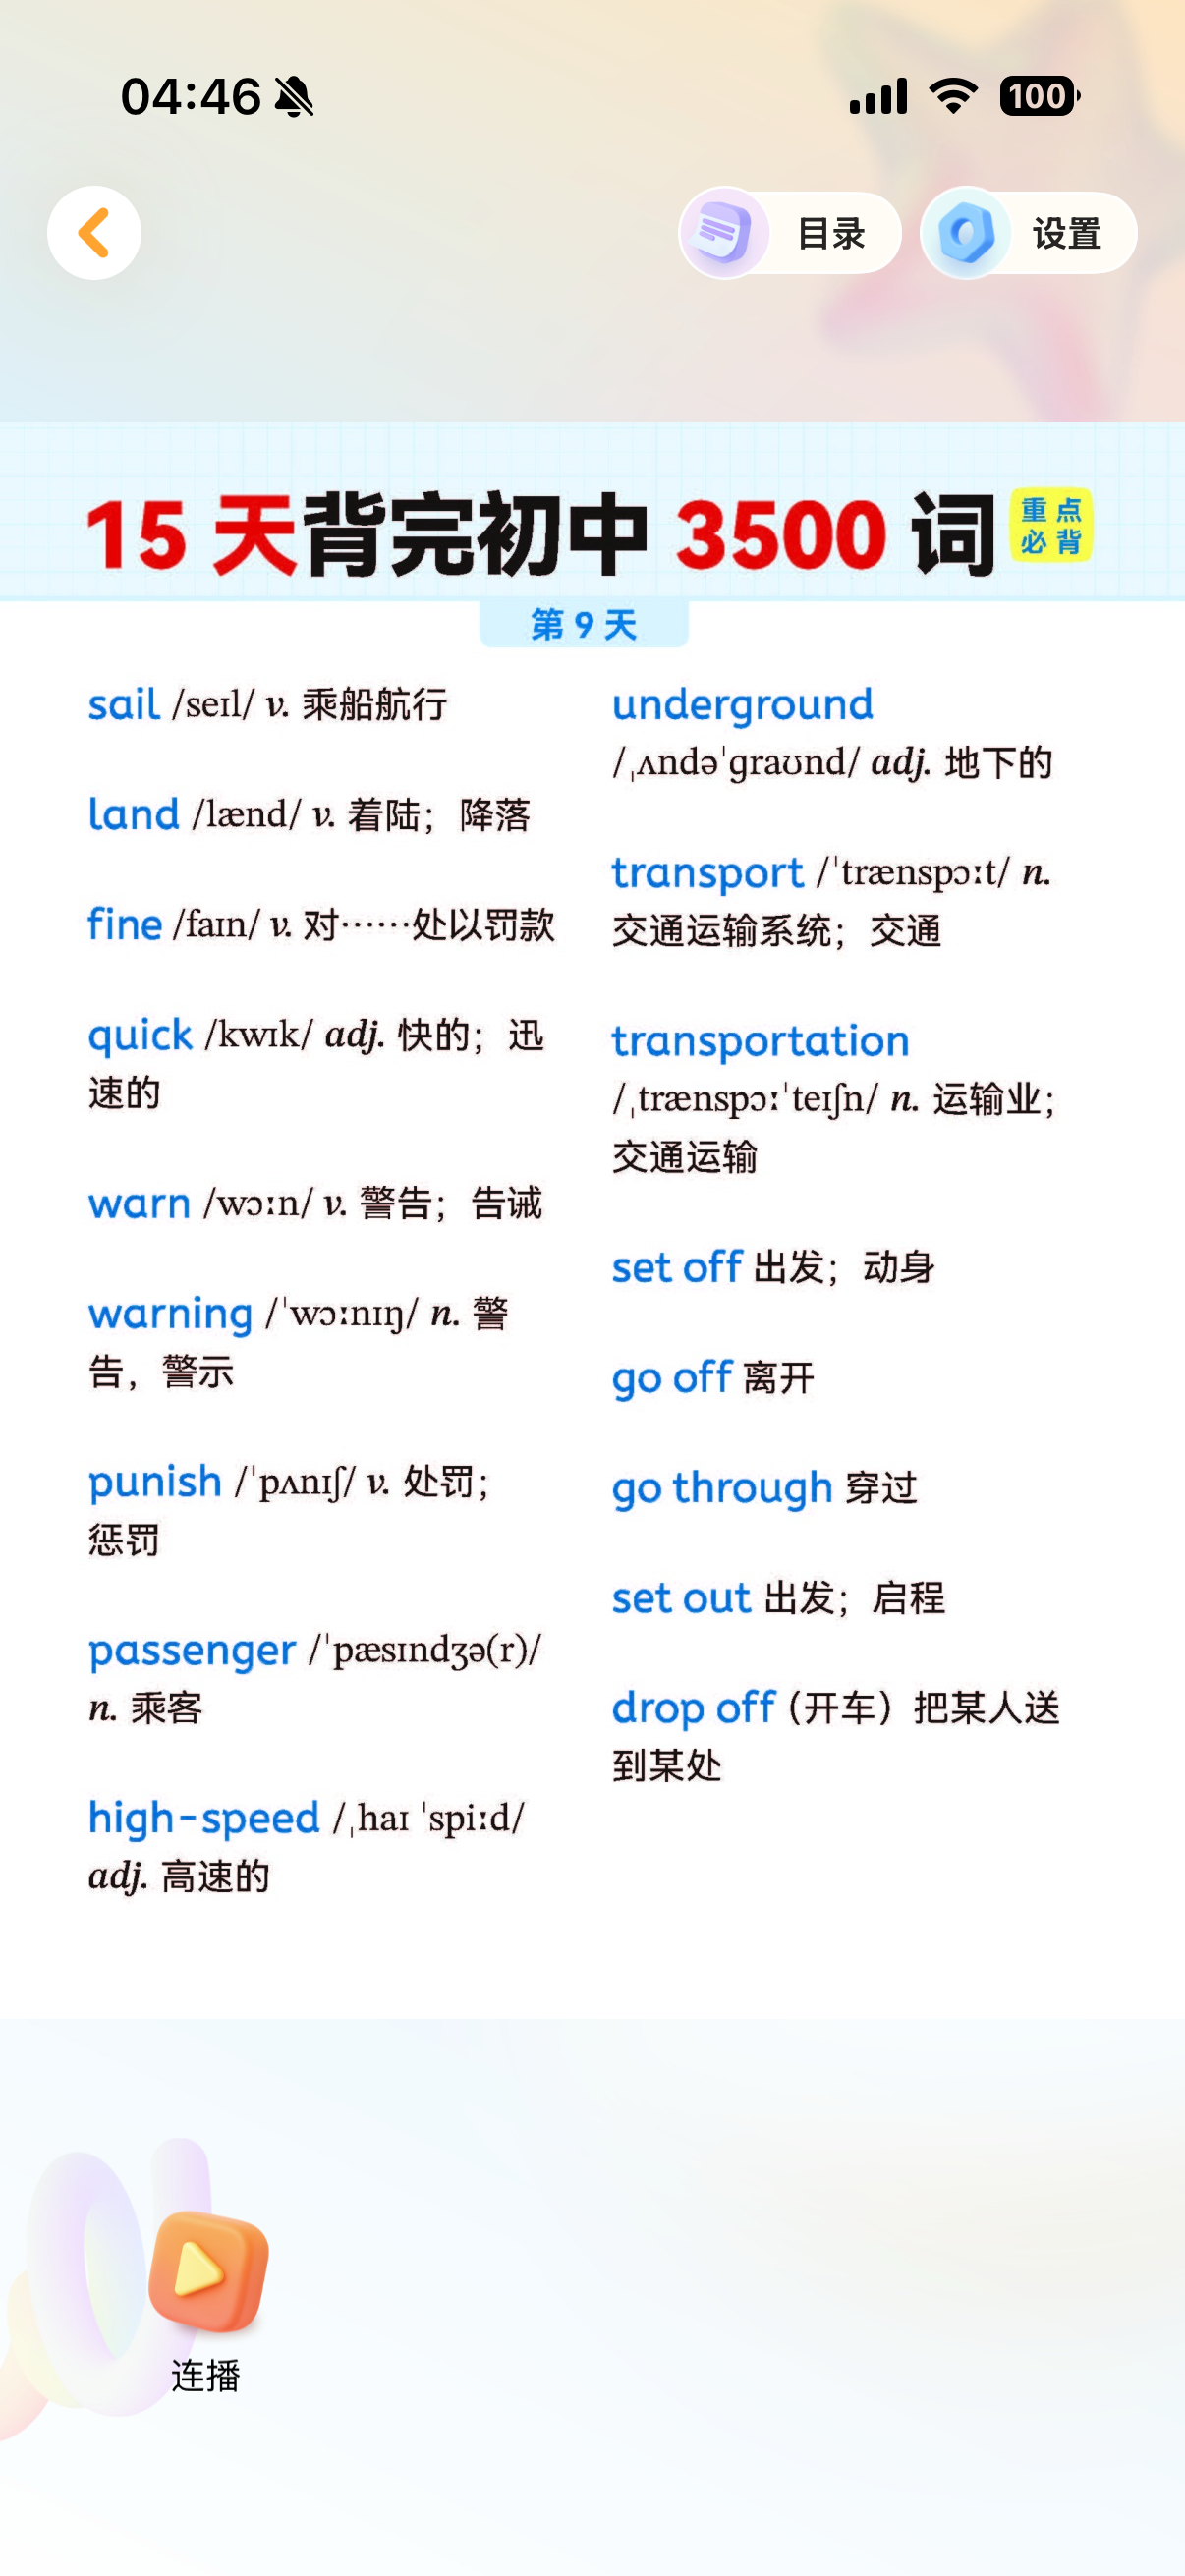 04:46
100
目录
设置
15 天背完初中 3500 词
重点
必背
第 9 天
sail /seɪl/ v. 乘船航行
land /lænd/ v. 着陆；降落
fine /faɪn/ v. 对……处以罚款
quick /kwɪk/ adj. 快的；迅
速的
warn /wɔːn/ v. 警告；告诫
warning /ˈwɔːnɪŋ/ n. 警
告，警示
punish /ˈpʌnɪʃ/ v. 处罚；
惩罚
passenger /ˈpæsɪndʒə(r)/
n. 乘客
high-speed /ˌhaɪ ˈspiːd/
adj. 高速的
underground
/ˌʌndəˈɡraʊnd/ adj. 地下的
transport /ˈtrænspɔːt/ n.
交通运输系统；交通
transportation
/ˌtrænspɔːˈteɪʃn/ n. 运输业；
交通运输
set off 出发；动身
go off 离开
go through 穿过
set out 出发；启程
drop off（开车）把某人送
到某处
连播